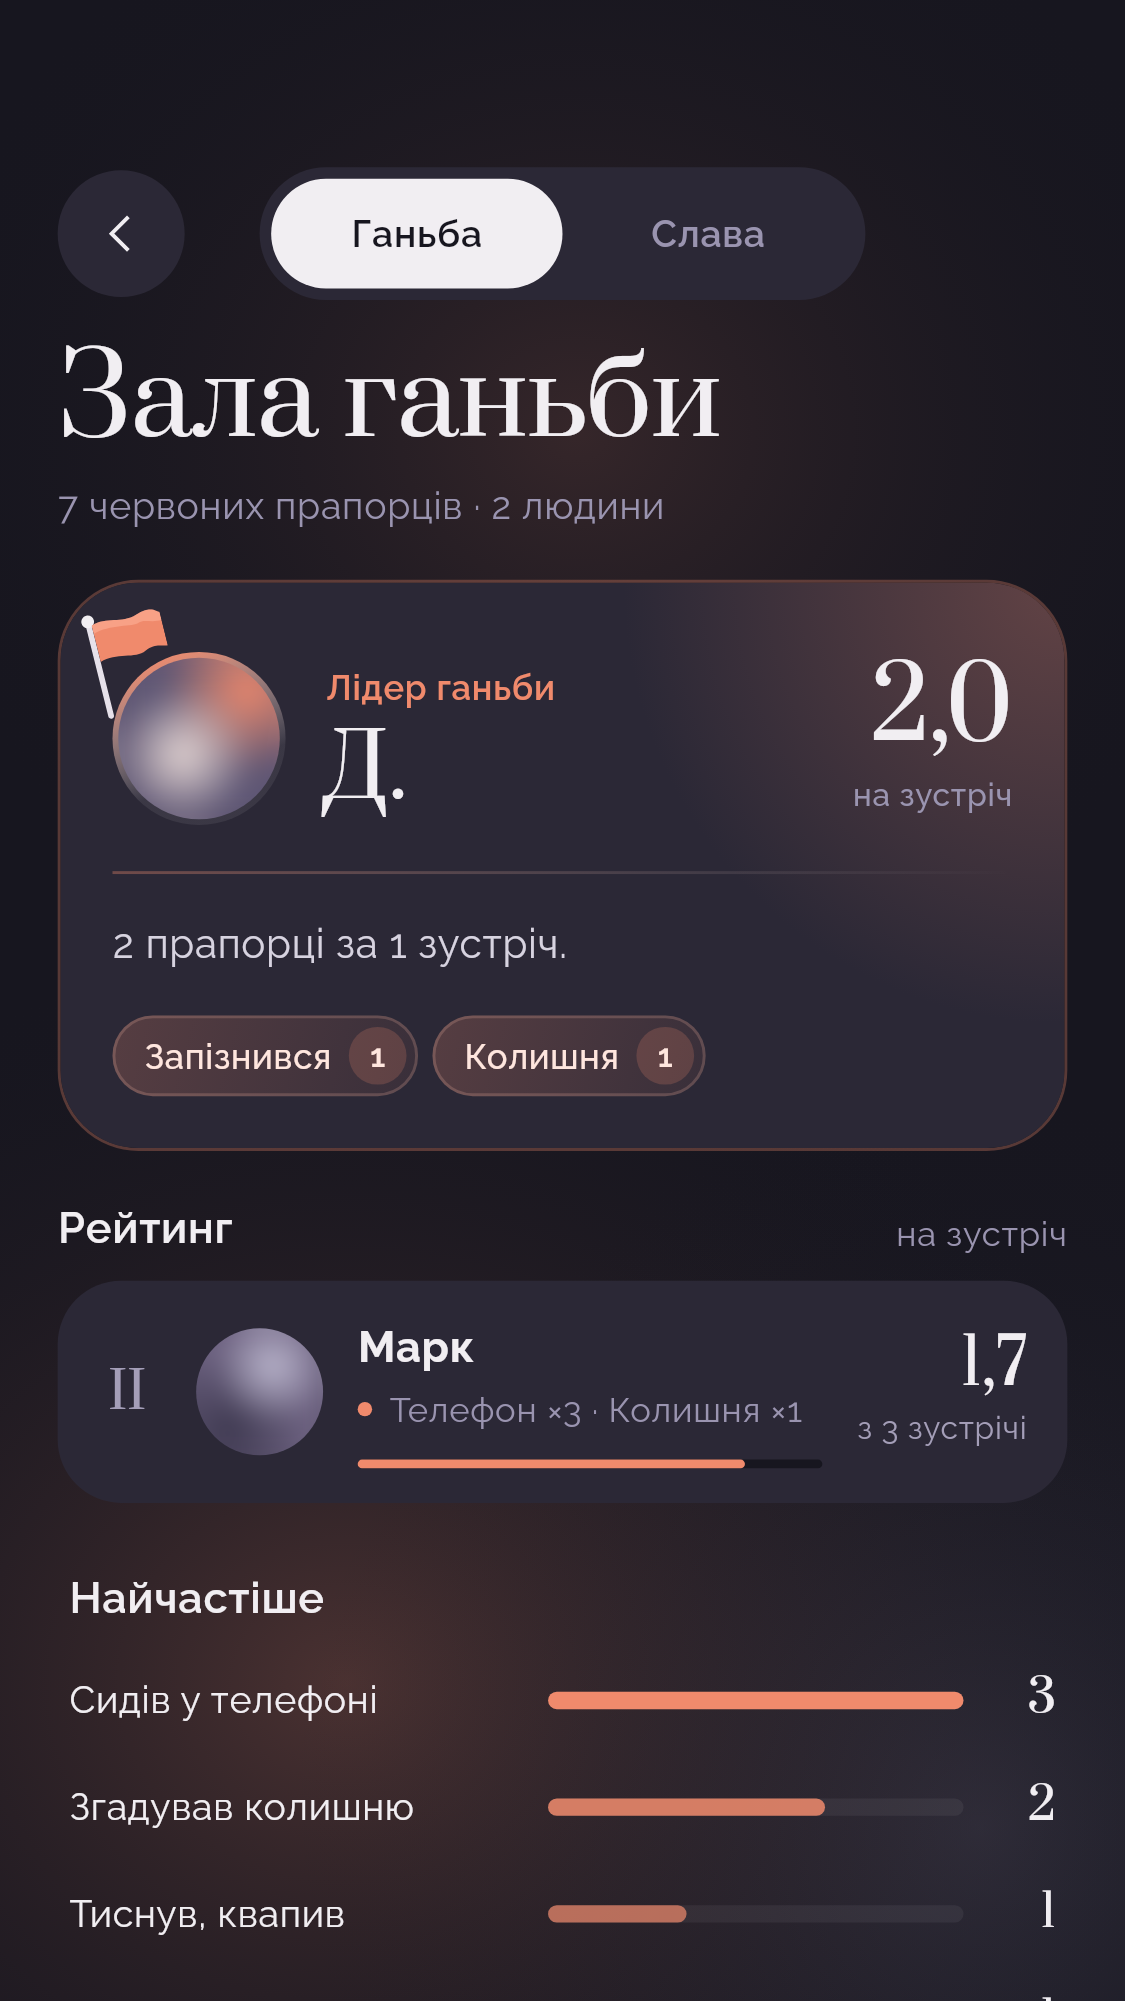 Ганьба
Слава
Зала ганьби
7 червоних прапорців · 2 людини
Лідер ганьби
Д.
2,0
на зустріч
2 прапорці за 1 зустріч.
Запізнився 1
Колишня 1
Рейтинг
на зустріч
II
Марк
Телефон ×3 · Колишня ×1
1,7
з 3 зустрічі
Найчастіше
Сидів у телефоні 3
Згадував колишню 2
Тиснув, квапив 1